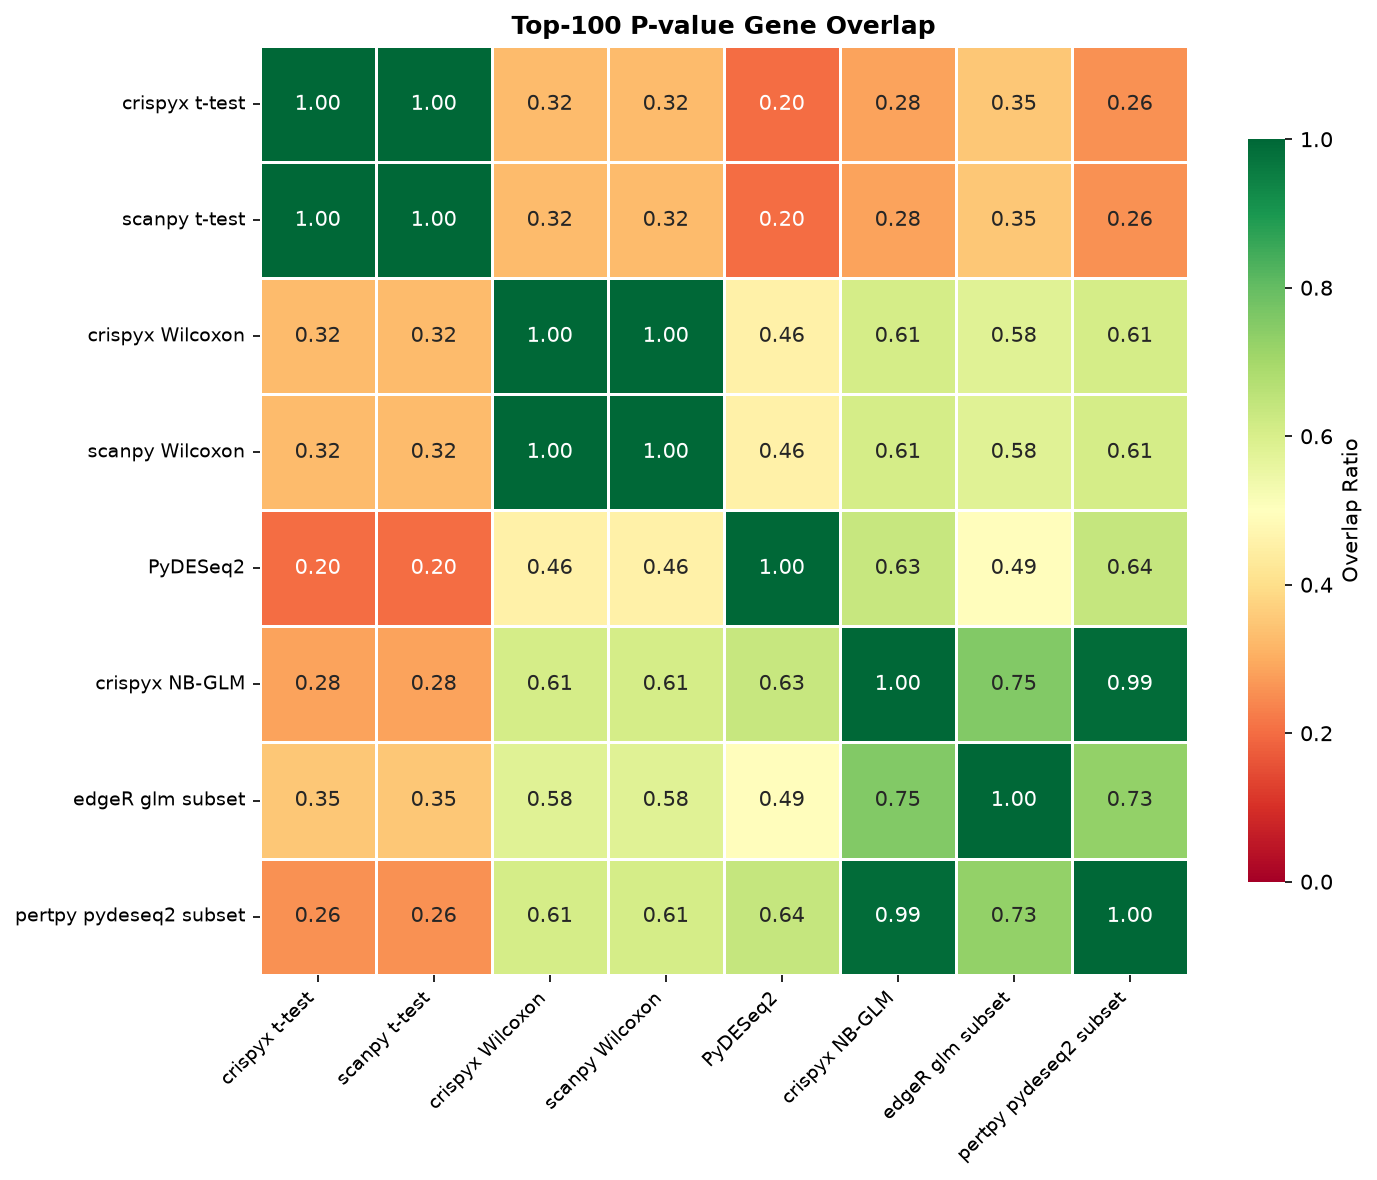 Top-100 P-value Gene Overlap
crispyx t-test 1.00 1.00 0.32 0.32 0.20 0.28 0.35 0.26
scanpy t-test 1.00 1.00 0.32 0.32 0.20 0.28 0.35 0.26
crispyx Wilcoxon 0.32 0.32 1.00 1.00 0.46 0.61 0.58 0.61
scanpy Wilcoxon 0.32 0.32 1.00 1.00 0.46 0.61 0.58 0.61
PyDESeq2 0.20 0.20 0.46 0.46 1.00 0.63 0.49 0.64
crispyx NB-GLM 0.28 0.28 0.61 0.61 0.63 1.00 0.75 0.99
edgeR glm subset 0.35 0.35 0.58 0.58 0.49 0.75 1.00 0.73
pertpy pydeseq2 subset 0.26 0.26 0.61 0.61 0.64 0.99 0.73 1.00
crispyx t-test
scanpy t-test
crispyx Wilcoxon
scanpy Wilcoxon
PyDESeq2
crispyx NB-GLM
edgeR glm subset
pertpy pydeseq2 subset
1.0
0.8
0.6
0.4
0.2
0.0
Overlap Ratio